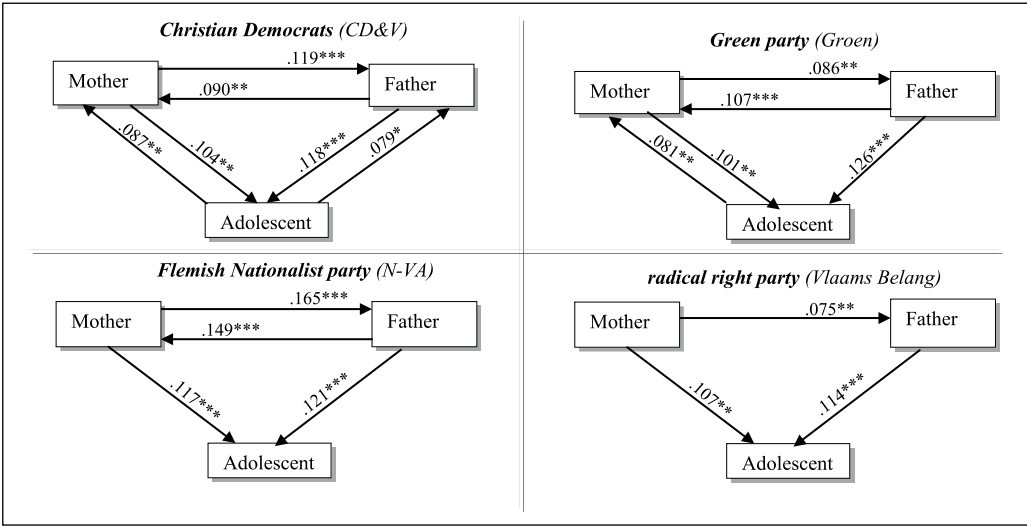 Christian Democrats (CD&V)
Mother
.119***
.090**
Father
.087**
.104**
.118***
.079*
Adolescent
Green party (Groen)
Mother
.086**
.107***
Father
.081**
.101**
.126***
Adolescent
Flemish Nationalist party (N-VA)
Mother
.165***
.149***
Father
.117***
.121***
Adolescent
radical right party (Vlaams Belang)
Mother
.075**
Father
.107**
.114***
Adolescent